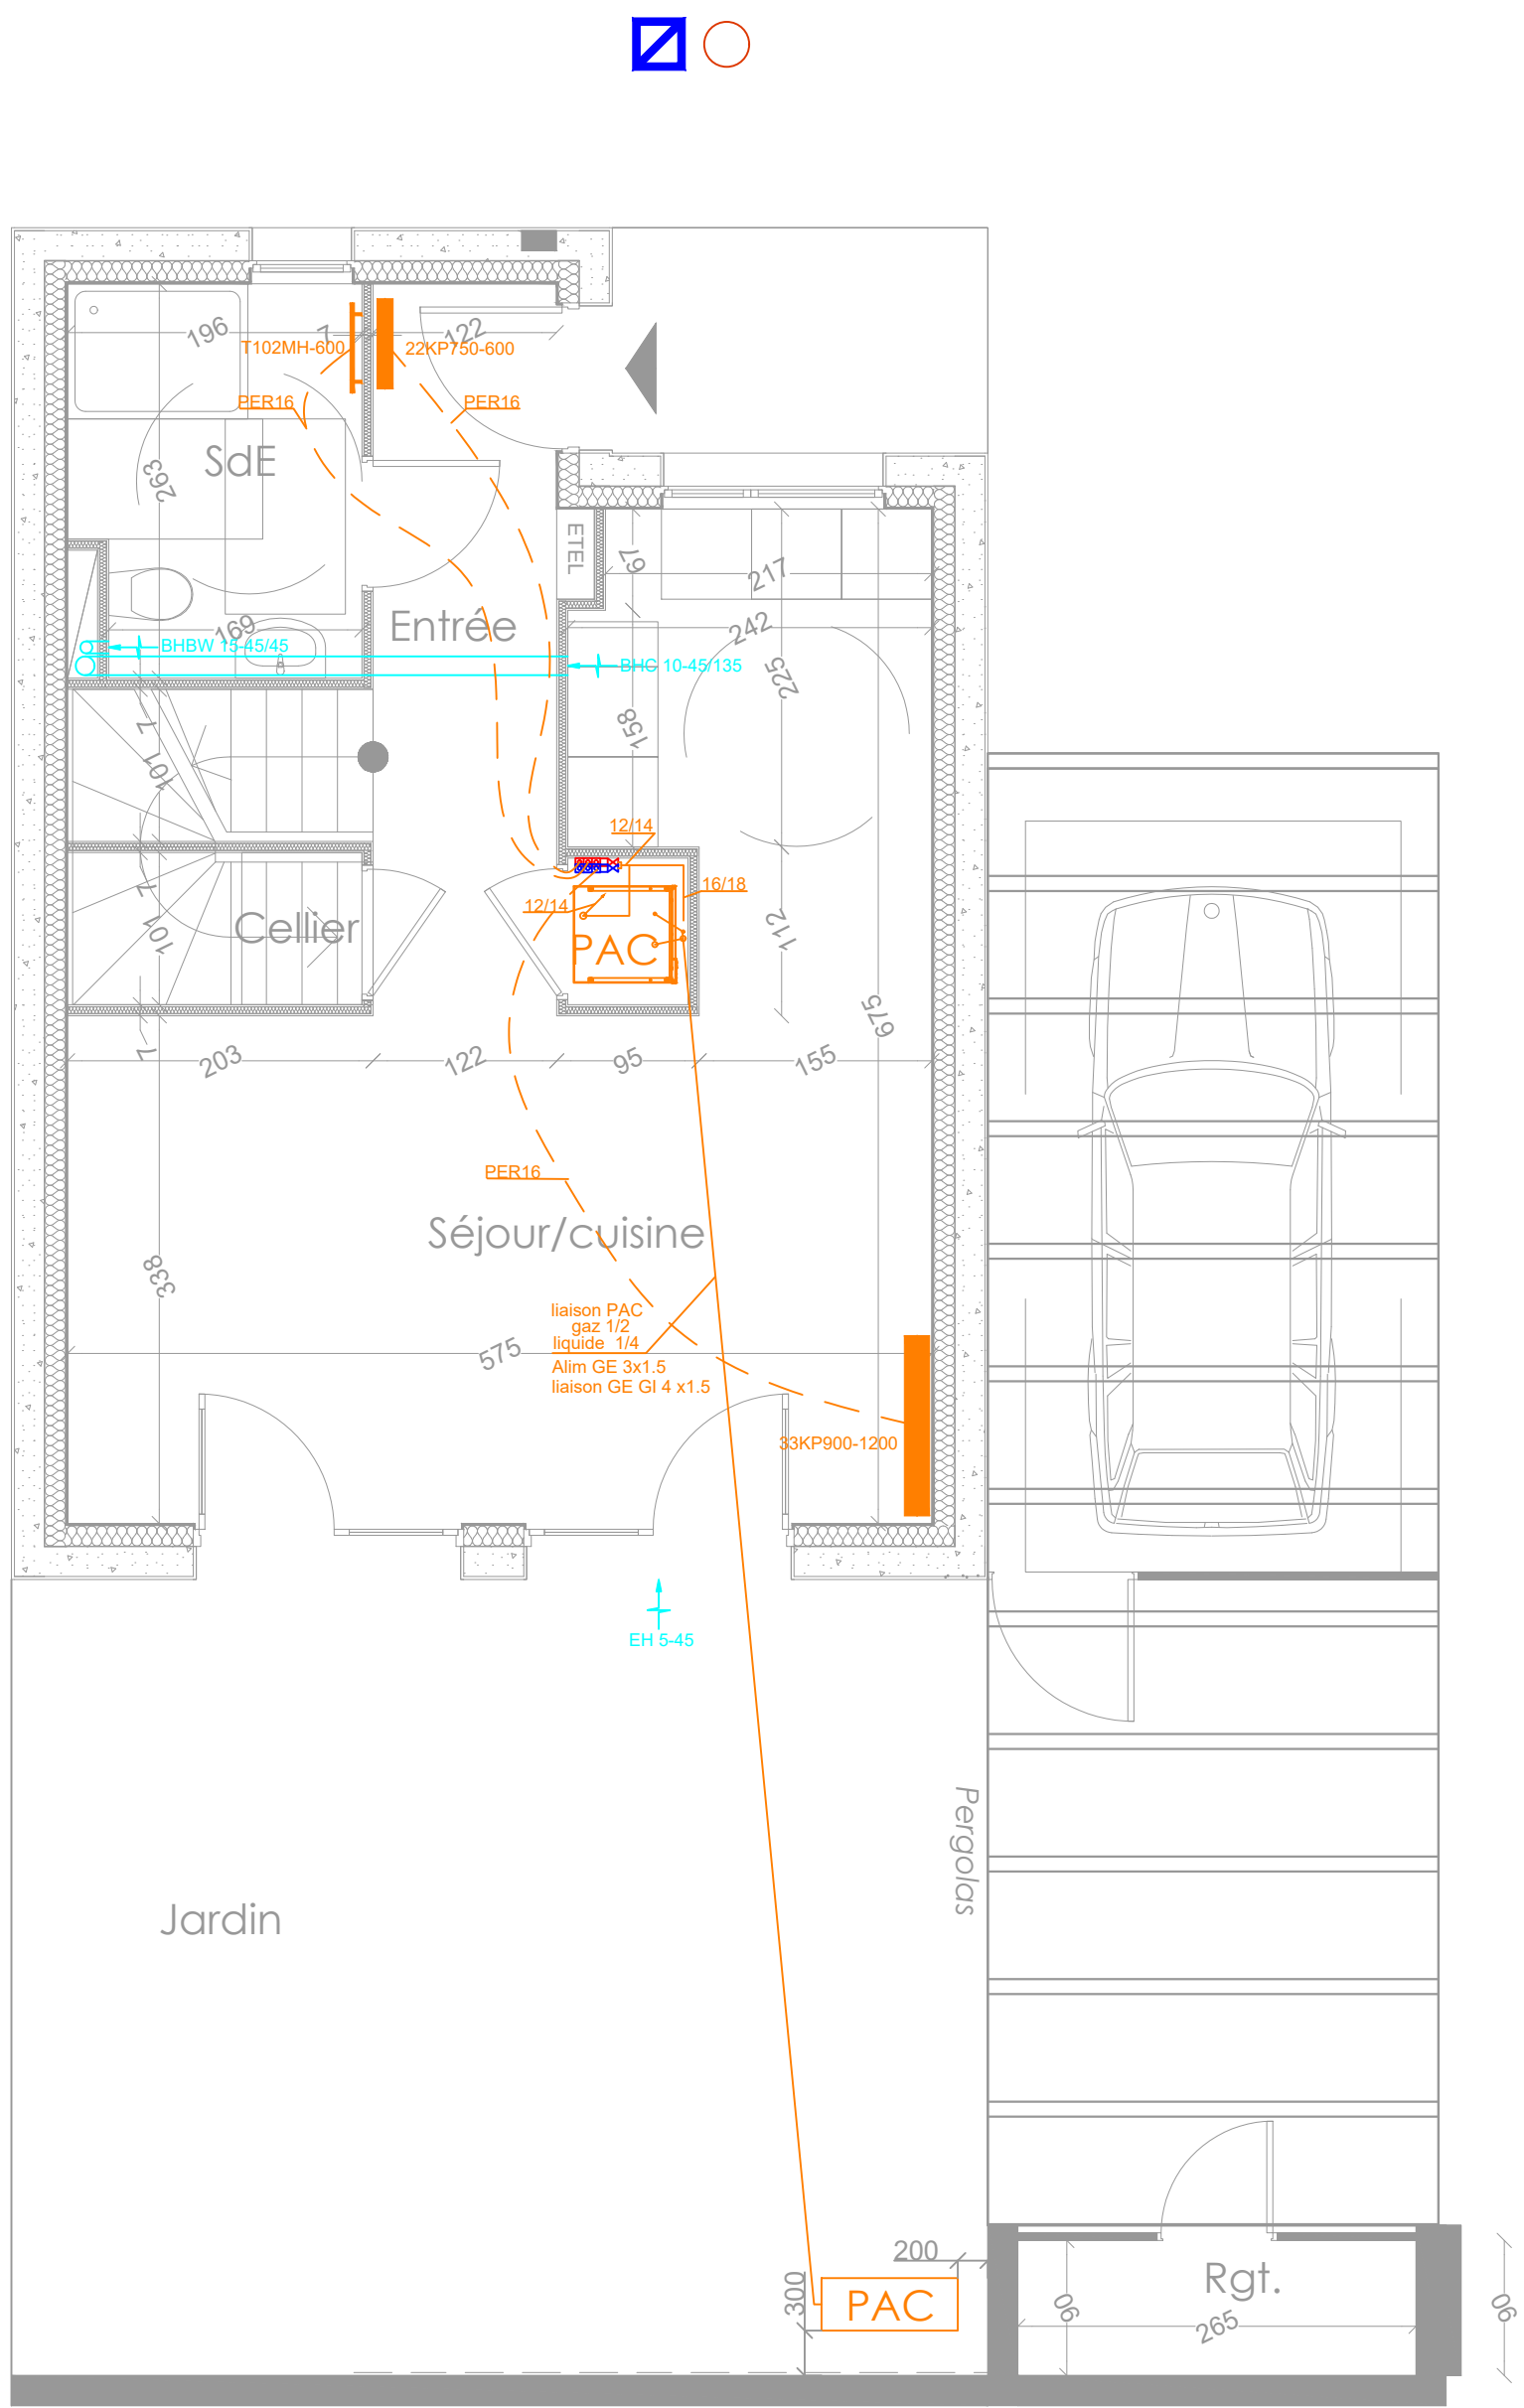 196
7
122
T102MH-600
22KP750-600
PER16
PER16
SdE
263
ETEL
67
217
Entrée
169
242
BHBW 15-45/45
BHC 10-45/135
225
158
7
101
12/14
16/18
12/14
7
101
Cellier
PAC
112
675
7
203
122
95
155
PER16
Séjour/cuisine
338
liaison PAC
gaz 1/2
liquide 1/4
575
Alim GE 3x1.5
liaison GE GI 4 x1.5
33KP900-1200
EH 5-45
Pergolas
Jardin
200
300
PAC
Rgt.
90
265
90